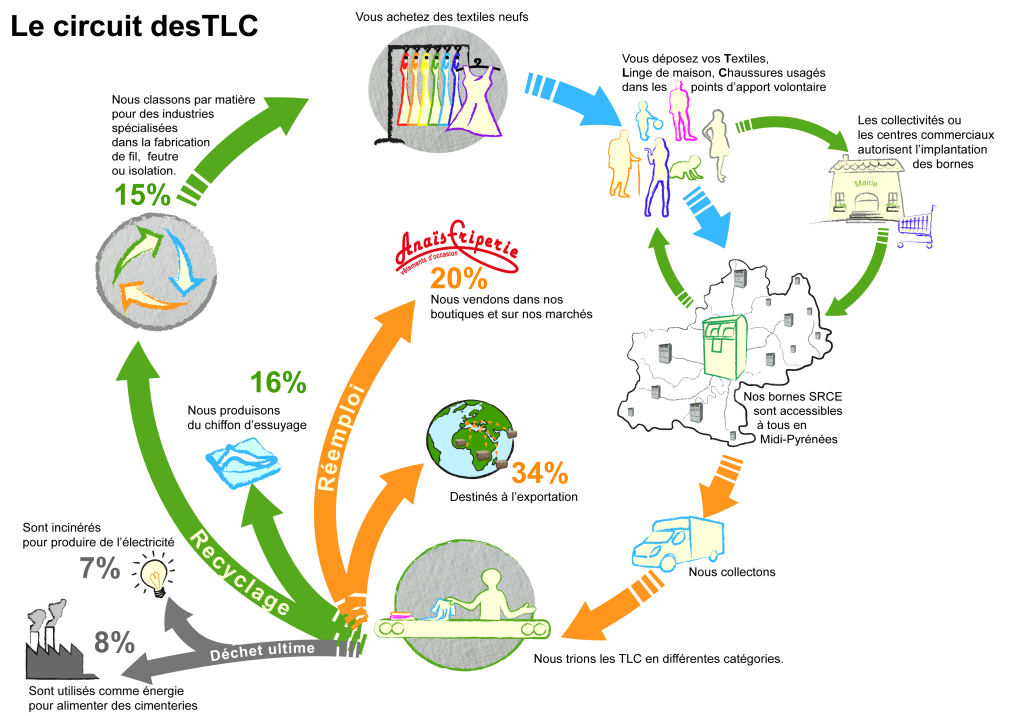 Le circuit desTLC
Vous achetez des textiles neufs
Vous déposez vos Textiles,
Linge de maison, Chaussures usagés
dans les points d'apport volontaire
Les collectivités ou
les centres commerciaux
autorisent l'implantation
des bornes
Mairie
Nos bornes SRCE
sont accessibles
à tous en
Midi-Pyrénées
Nous collectons
Nous trions les TLC en différentes catégories.
Nous classons par matière
pour des industries
spécialisées
dans la fabrication
de fil, feutre
ou isolation.
15%
Anaïs friperie
vêtements d'occasion
20%
Nous vendons dans nos
boutiques et sur nos marchés
Réemploi
34%
Destinés à l'exportation
16%
Nous produisons
du chiffon d'essuyage
Recyclage
Sont incinérés
pour produire de l'électricité
7%
8%
Déchet ultime
Sont utilisés comme énergie
pour alimenter des cimenteries